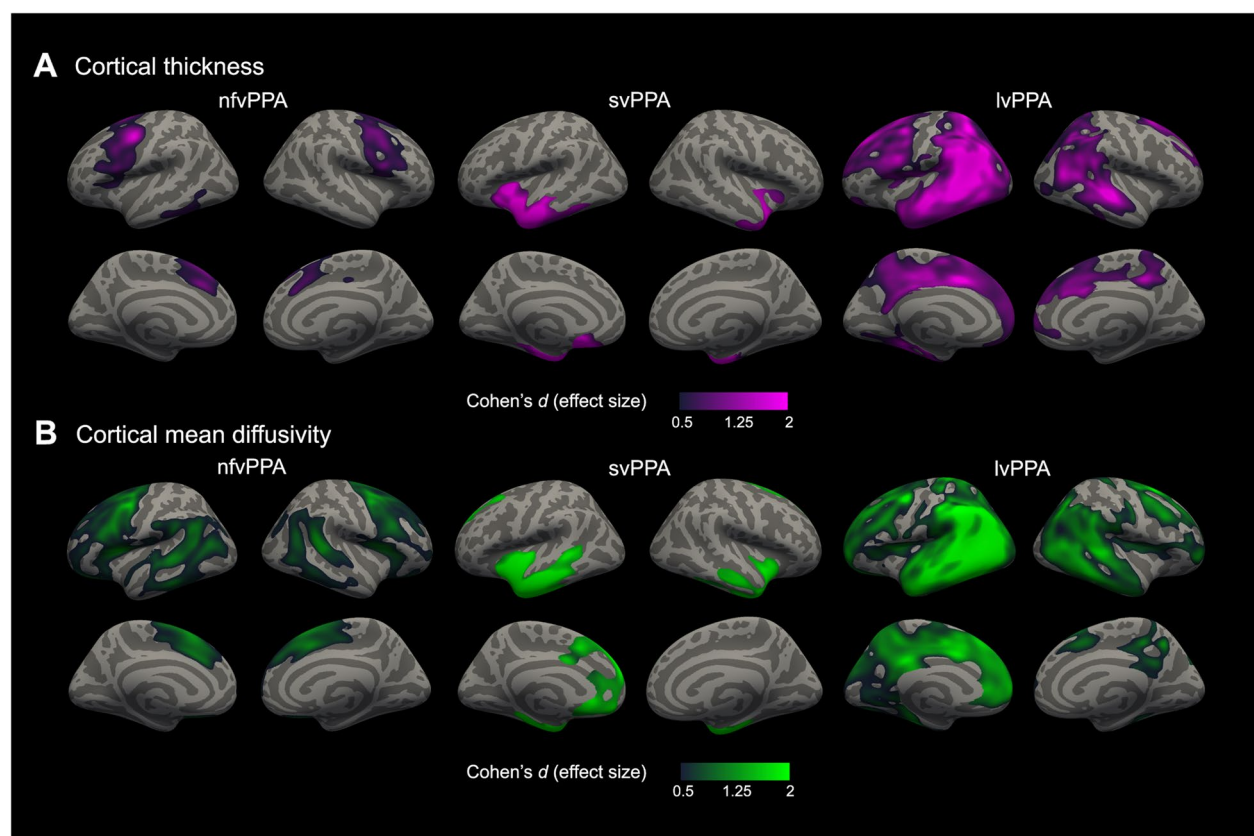 A Cortical thickness
nfvPPA svPPA lvPPA
Cohen’s d (effect size)
0.5 1.25 2
B Cortical mean diffusivity
nfvPPA svPPA lvPPA
Cohen’s d (effect size)
0.5 1.25 2